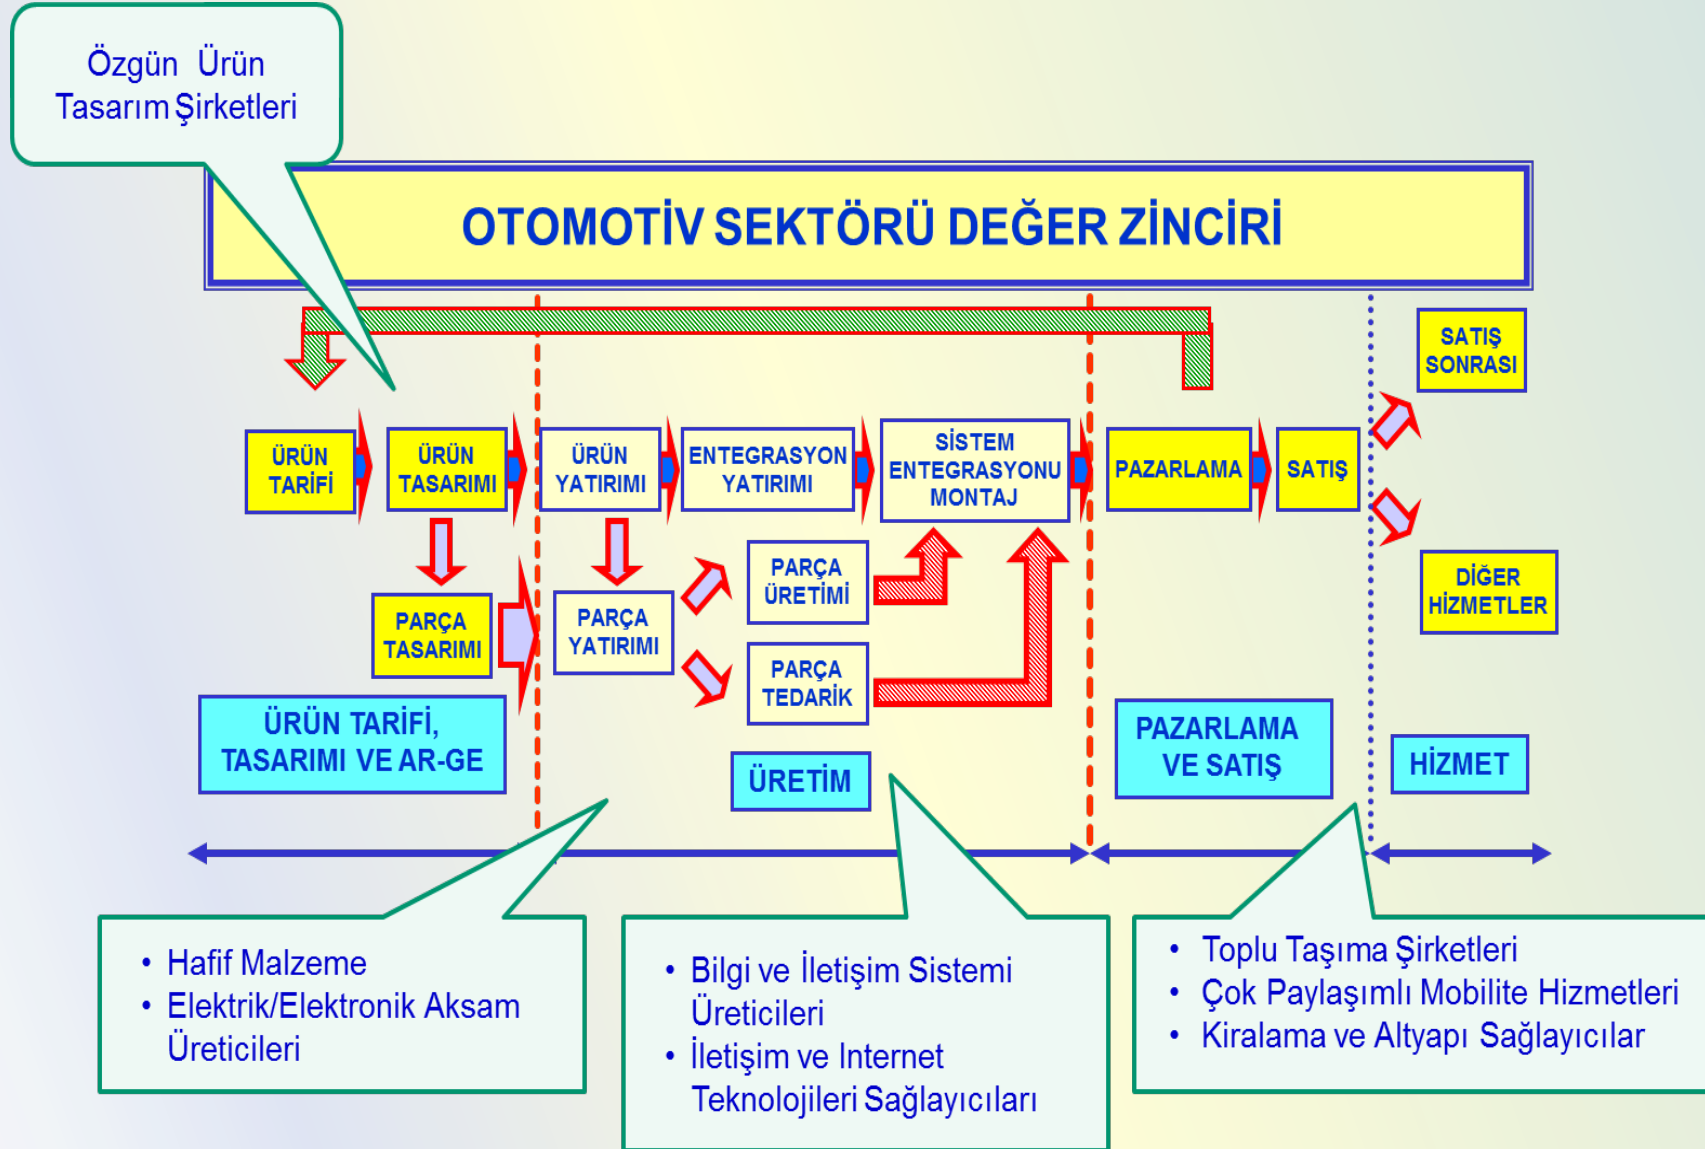 Özgün Ürün
Tasarım Şirketleri
OTOMOTİV SEKTÖRÜ DEĞER ZİNCİRİ
SATIŞ
SONRASI
ÜRÜN
TARİFİ
ÜRÜN
TASARIMI
ÜRÜN
YATIRIMI
ENTEGRASYON
YATIRIMI
SİSTEM
ENTEGRASYONU
MONTAJ
PAZARLAMA
SATIŞ
PARÇA
TASARIMI
PARÇA
YATIRIMI
PARÇA
ÜRETİMİ
PARÇA
TEDARİK
DİĞER
HİZMETLER
ÜRÜN TARİFİ,
TASARIMI VE AR-GE
ÜRETİM
PAZARLAMA
VE SATIŞ
HİZMET
• Hafif Malzeme
• Elektrik/Elektronik Aksam
Üreticileri
• Bilgi ve İletişim Sistemi
Üreticileri
• İletişim ve Internet
Teknolojileri Sağlayıcıları
• Toplu Taşıma Şirketleri
• Çok Paylaşımlı Mobilite Hizmetleri
• Kiralama ve Altyapı Sağlayıcılar